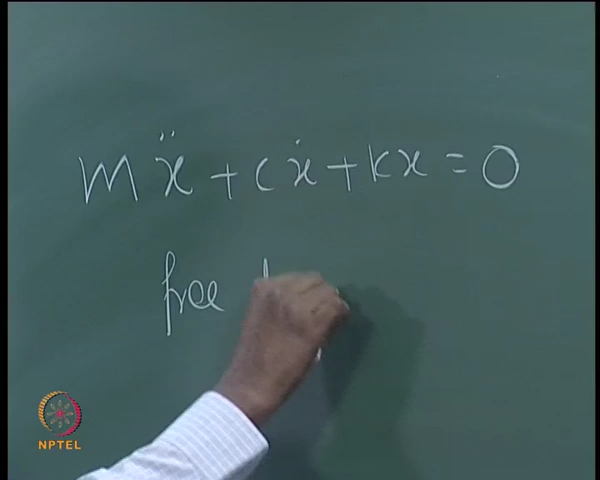 mẍ + cẋ + kx = 0
free
NPTEL